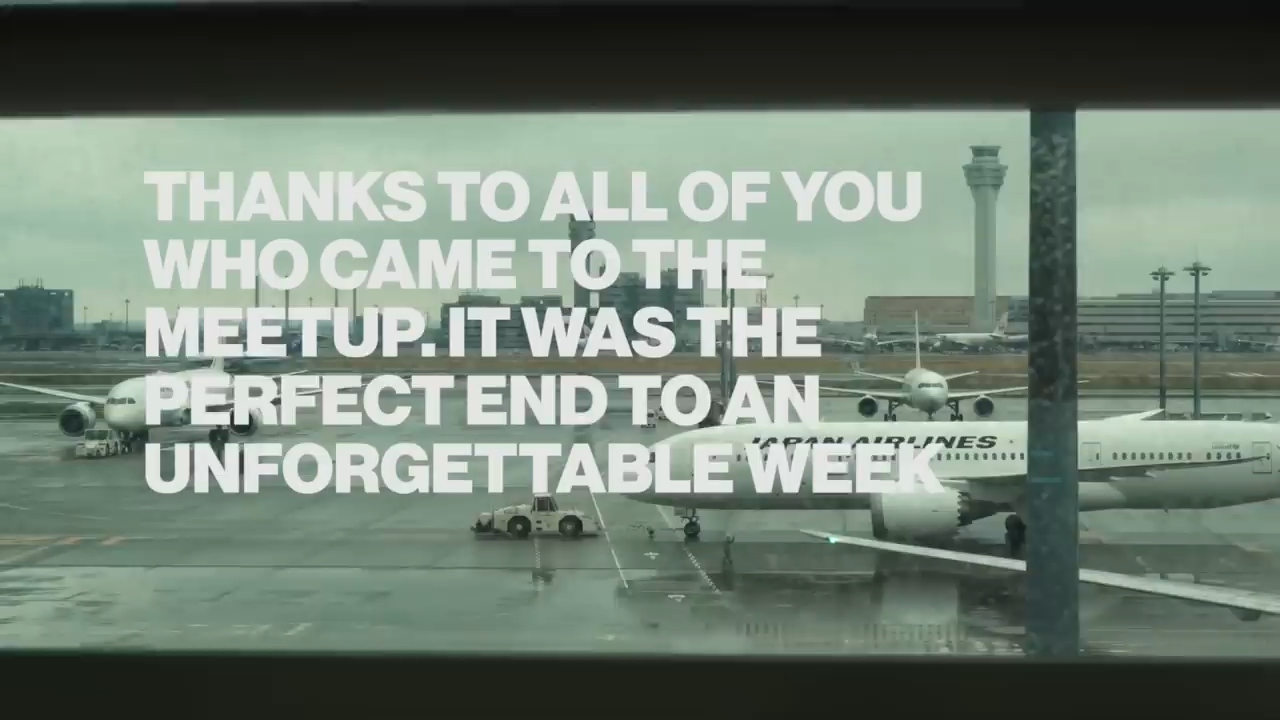 THANKS TO ALL OF YOU
WHO CAME TO THE
MEETUP. IT WAS THE
PERFECT END TO AN
UNFORGETTABLE WEEK
JAPAN AIRLINES